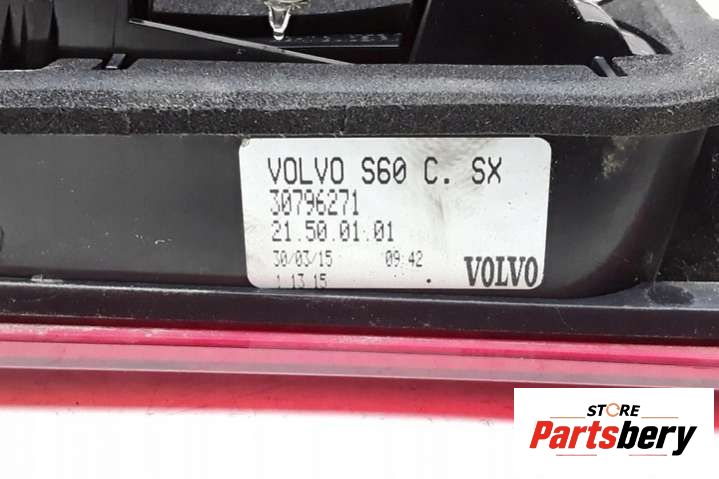 VOLVO S60 C. SX
30796271
21.50.01.01
30/03/15 09:42
1 13 15 . VOLVO
STORE
Partsbery